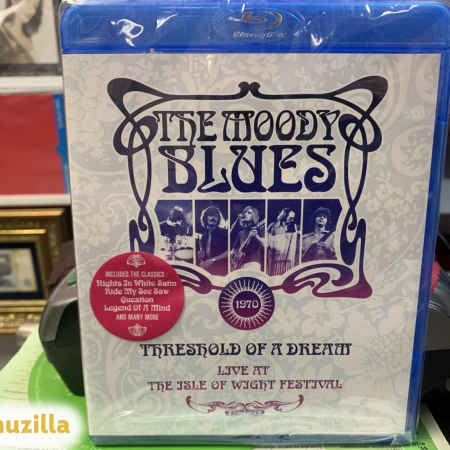 Blu-ray Disc
THE MOODY
BLUES
INCLUDES THE CLASSICS:
Nights In White Satin
Ride My See Saw
Question
Legend Of A Mind
AND MANY MORE
1970
THRESHOLD OF A DREAM
LIVE AT
THE ISLE OF WIGHT FESTIVAL
uzilla